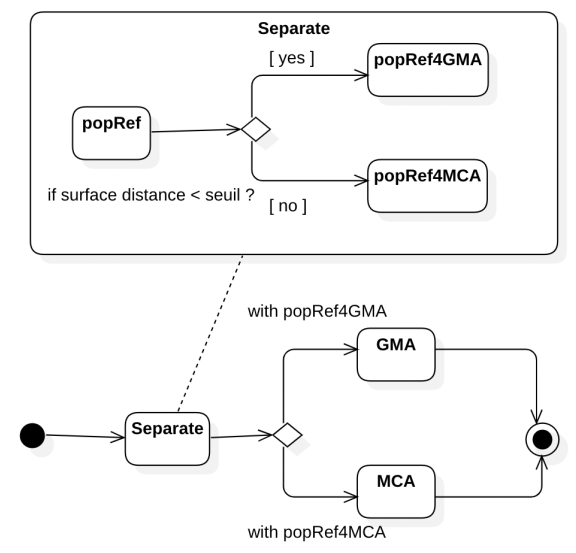 Separate
[ yes ]
popRef4GMA
popRef
popRef4MCA
if surface distance < seuil ?
[ no ]
with popRef4GMA
GMA
Separate
MCA
with popRef4MCA